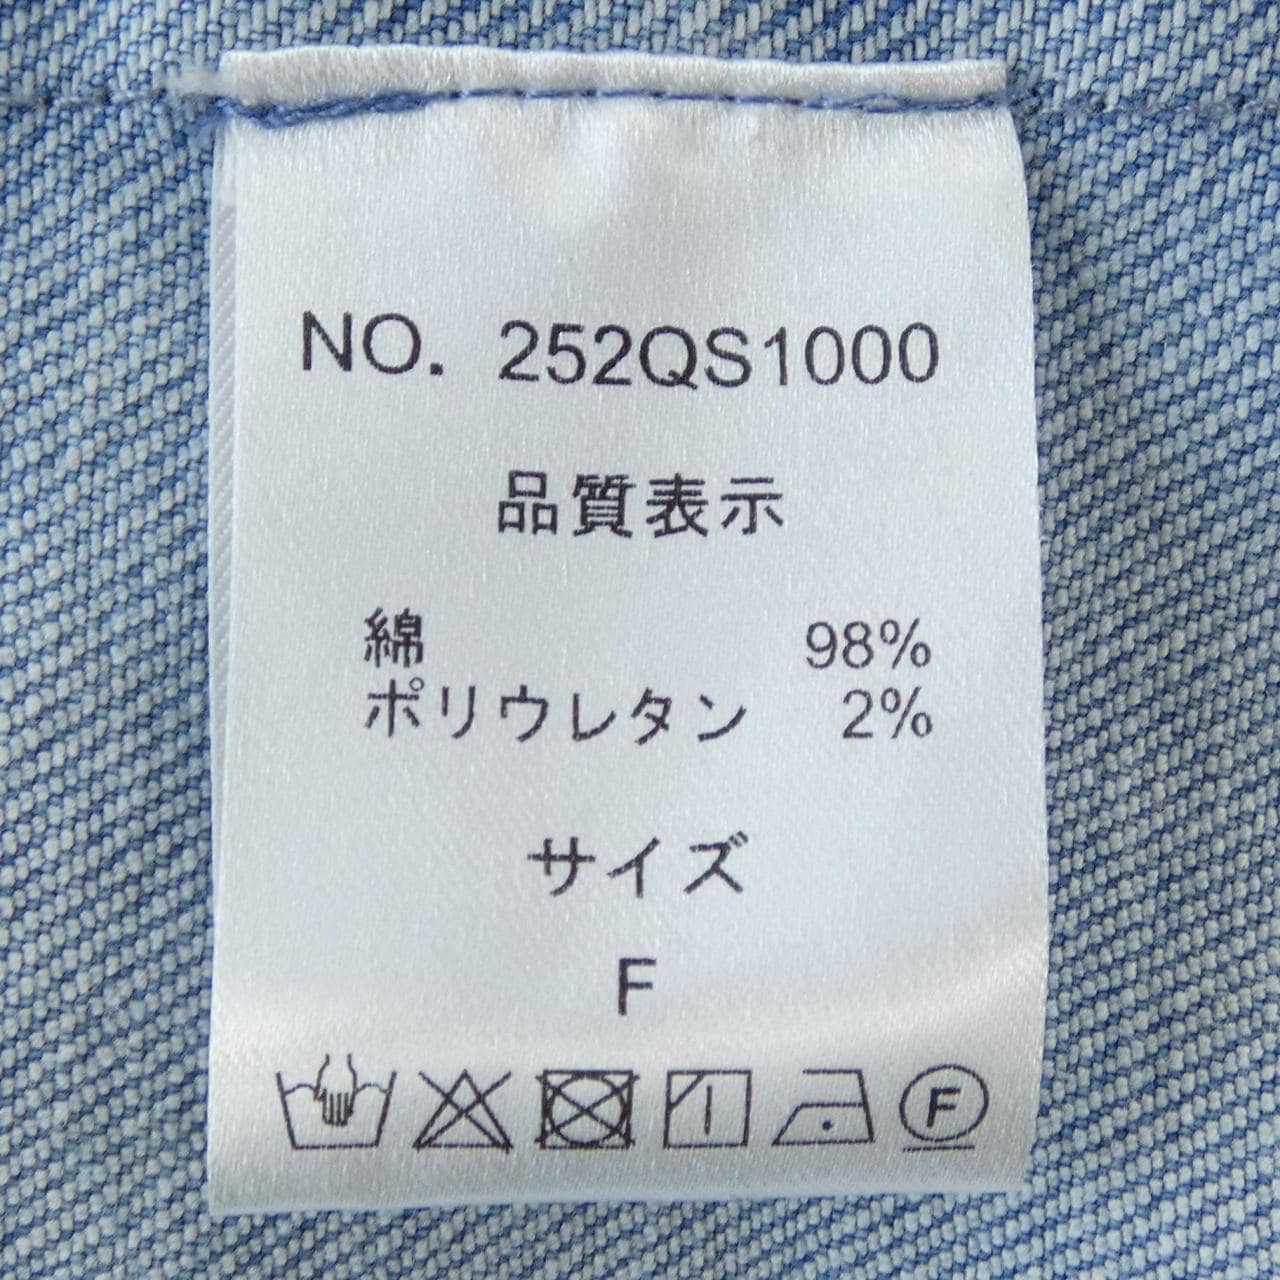 NO. 252QS1000
品質表示
綿 98%
ポリウレタン 2%
サイズ
F
F